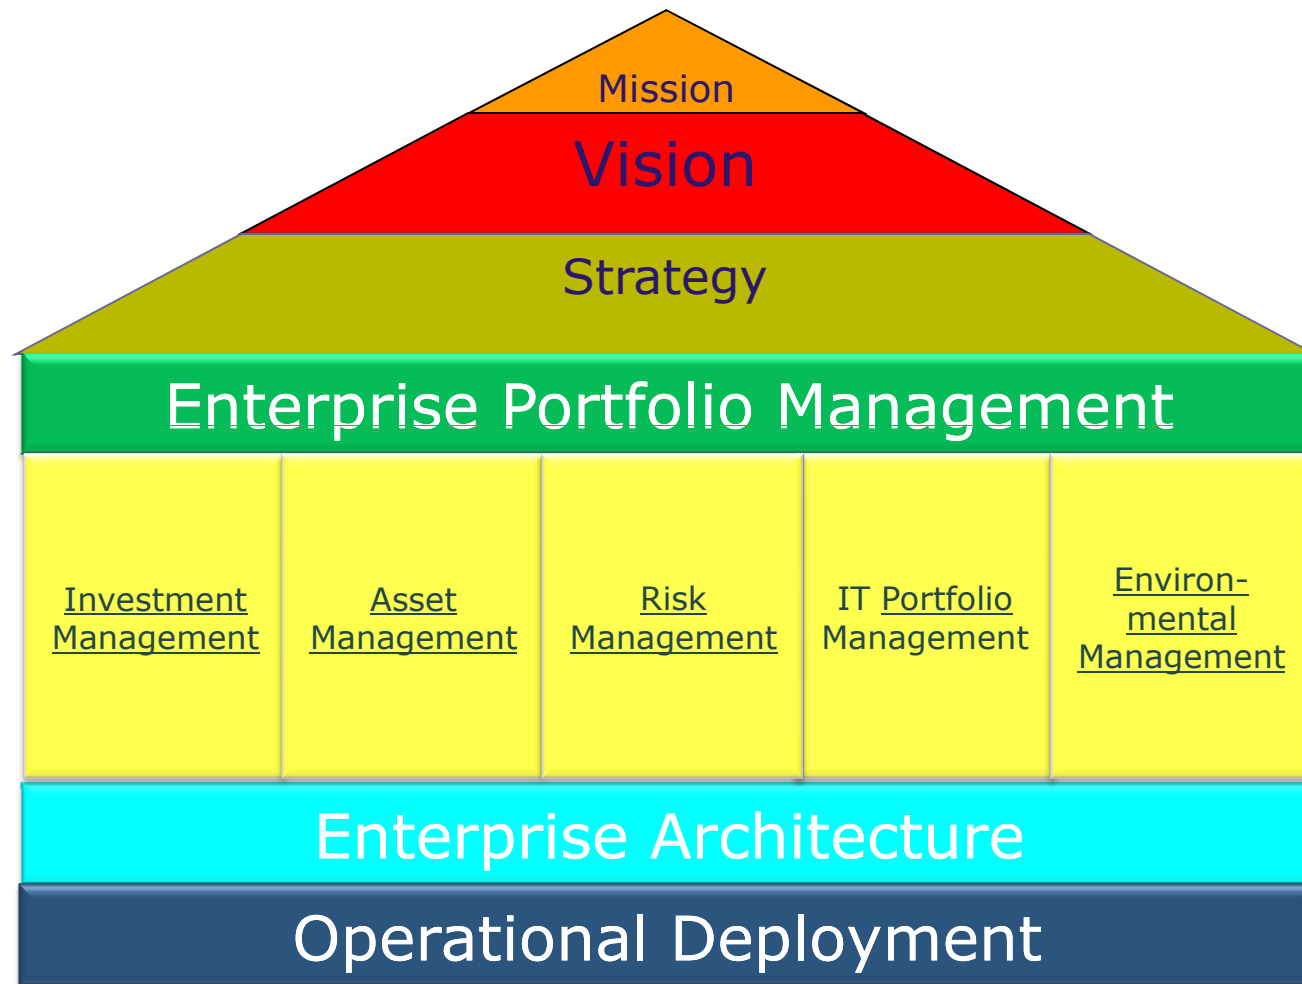 Mission
Vision
Strategy
Enterprise Portfolio Management
Investment
Management
Asset
Management
Risk
Management
IT Portfolio
Management
Environ-
mental
Management
Enterprise Architecture
Operational Deployment